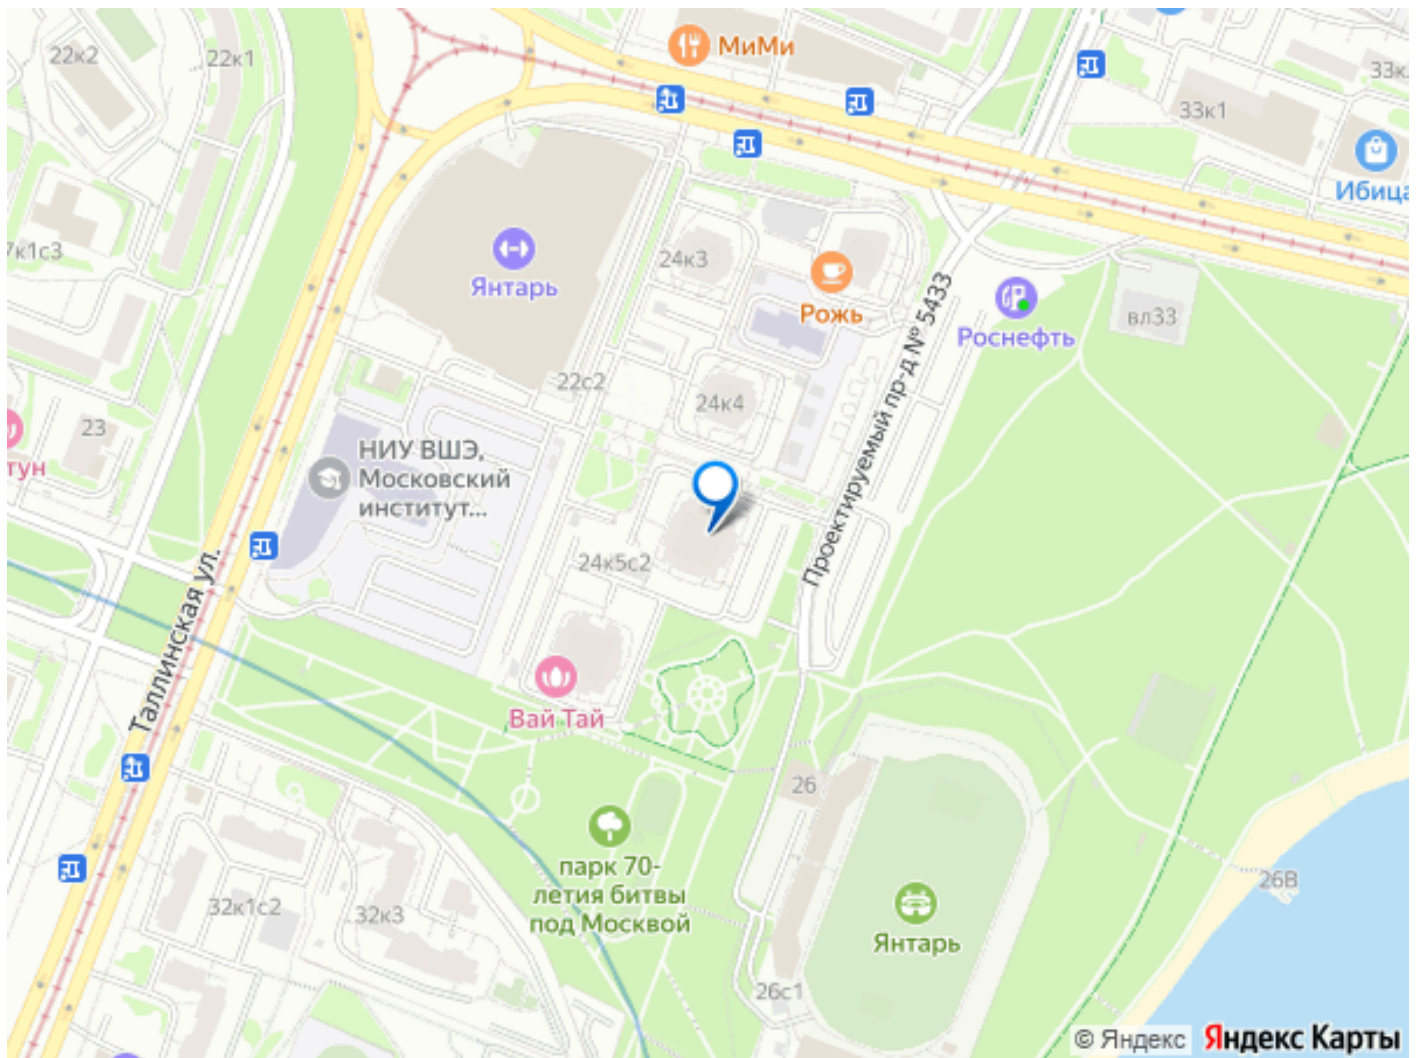 22к2
22к1
МиМи
33к1
Ибица
7к1с3
24к3
Янтарь
Рожь
Роснефть
вл33
22с2
24к4
23
тун
НИУ ВШЭ,
Московский
институт...
Проектируемый пр-д № 5433
24к5с2
Таллинская ул.
Вай Тай
26
парк 70-
летия битвы
под Москвой
26В
32к1с2
32к3
Янтарь
26с1
© Яндекс Яндекс Карты